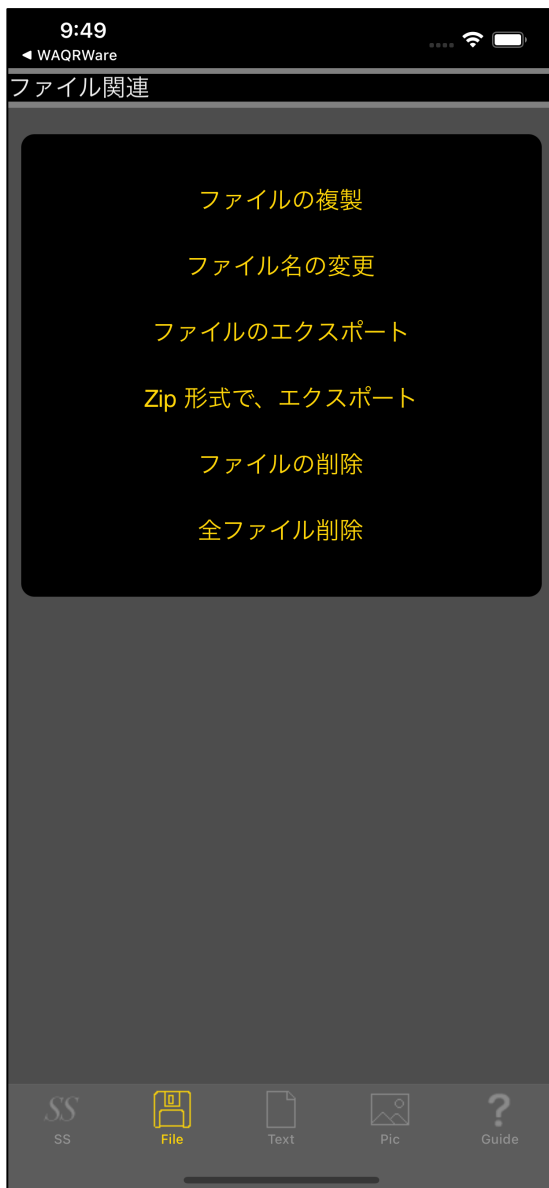 9:49
◀ WAQRWare
ファイル関連
ファイルの複製
ファイル名の変更
ファイルのエクスポート
Zip 形式で、エクスポート
ファイルの削除
全ファイル削除
SS
SS
File
Text
Pic
?
Guide